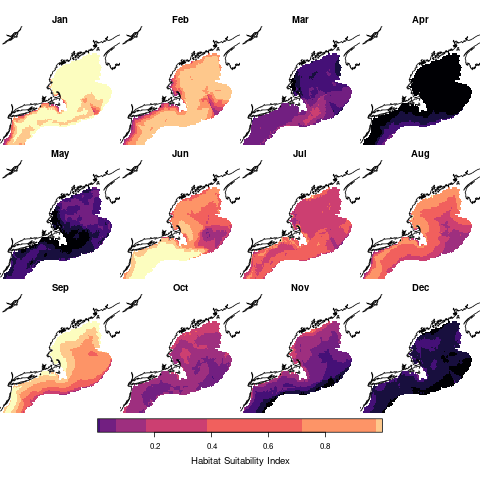 Jan Feb Mar Apr
May Jun Jul Aug
Sep Oct Nov Dec
0.2 0.4 0.6 0.8
Habitat Suitability Index